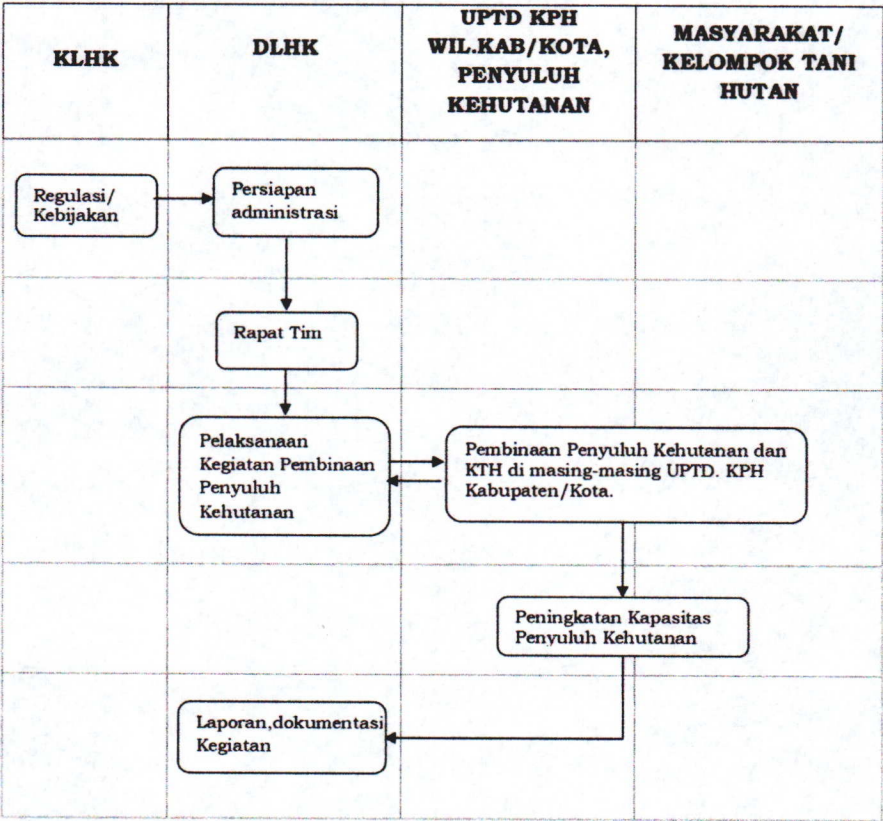 KLHK
DLHK
UPTD KPH
WIL.KAB/KOTA,
PENYULUH
KEHUTANAN
MASYARAKAT/
KELOMPOK TANI
HUTAN
Regulasi/
Kebijakan
Persiapan
administrasi
Rapat Tim
Pelaksanaan
Kegiatan Pembinaan
Penyuluh
Kehutanan
Pembinaan Penyuluh Kehutanan dan
KTH di masing-masing UPTD. KPH
Kabupaten/Kota.
Peningkatan Kapasitas
Penyuluh Kehutanan
Laporan,dokumentasi
Kegiatan